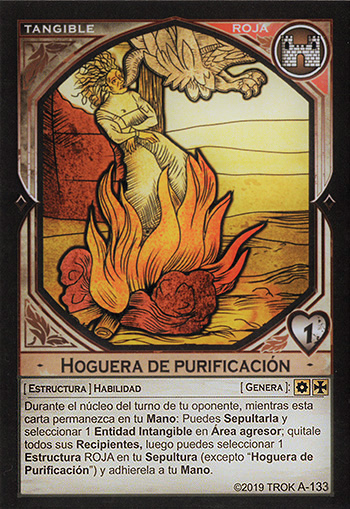 TANGIBLE
ROJA
1
- HOGUERA DE PURIFICACIÓN -
[ ESTRUCTURA ] HABILIDAD
[ GENERA ]:
Durante el núcleo del turno de tu oponente, mientras esta
carta permanezca en tu Mano: Puedes Sepultarla y
seleccionar 1 Entidad Intangible en Área agresor; quitale
todos sus Recipientes, luego puedes seleccionar 1
Estructura ROJA en tu Sepultura (excepto "Hoguera de
Purificación") y adhierela a tu Mano.
©2019 TROK A-133